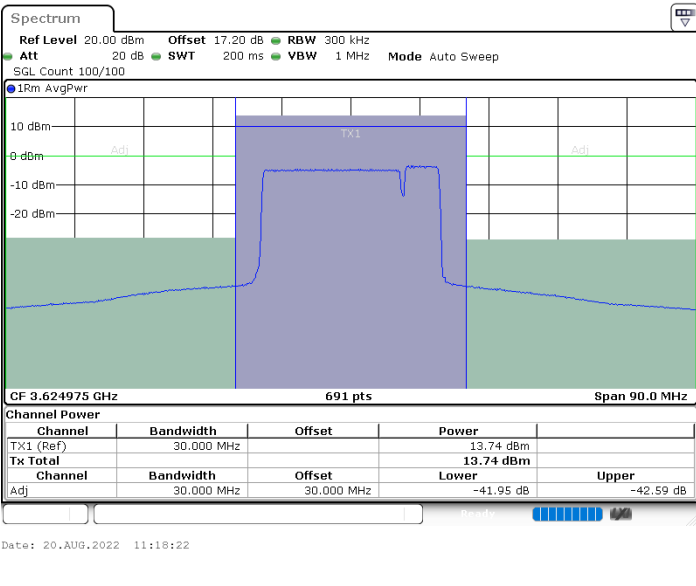 Spectrum
Ref Level 20.00 dBm Offset 17.20 dB RBW 300 kHz
Att 20 dB SWT 200 ms VBW 1 MHz Mode Auto Sweep
SGL Count 100/100
1Rm AvgPwr
10 dBm
TX1
Adj Adj
0 dBm
-10 dBm
-20 dBm
CF 3.624975 GHz 691 pts Span 90.0 MHz
Channel Power
Channel Bandwidth Offset Power
TX1 (Ref) 30.000 MHz 13.74 dBm
Tx Total 13.74 dBm
Channel Bandwidth Offset Lower Upper
Adj 30.000 MHz 30.000 MHz -41.95 dB -42.59 dB
Ready
Date: 20.AUG.2022 11:18:22